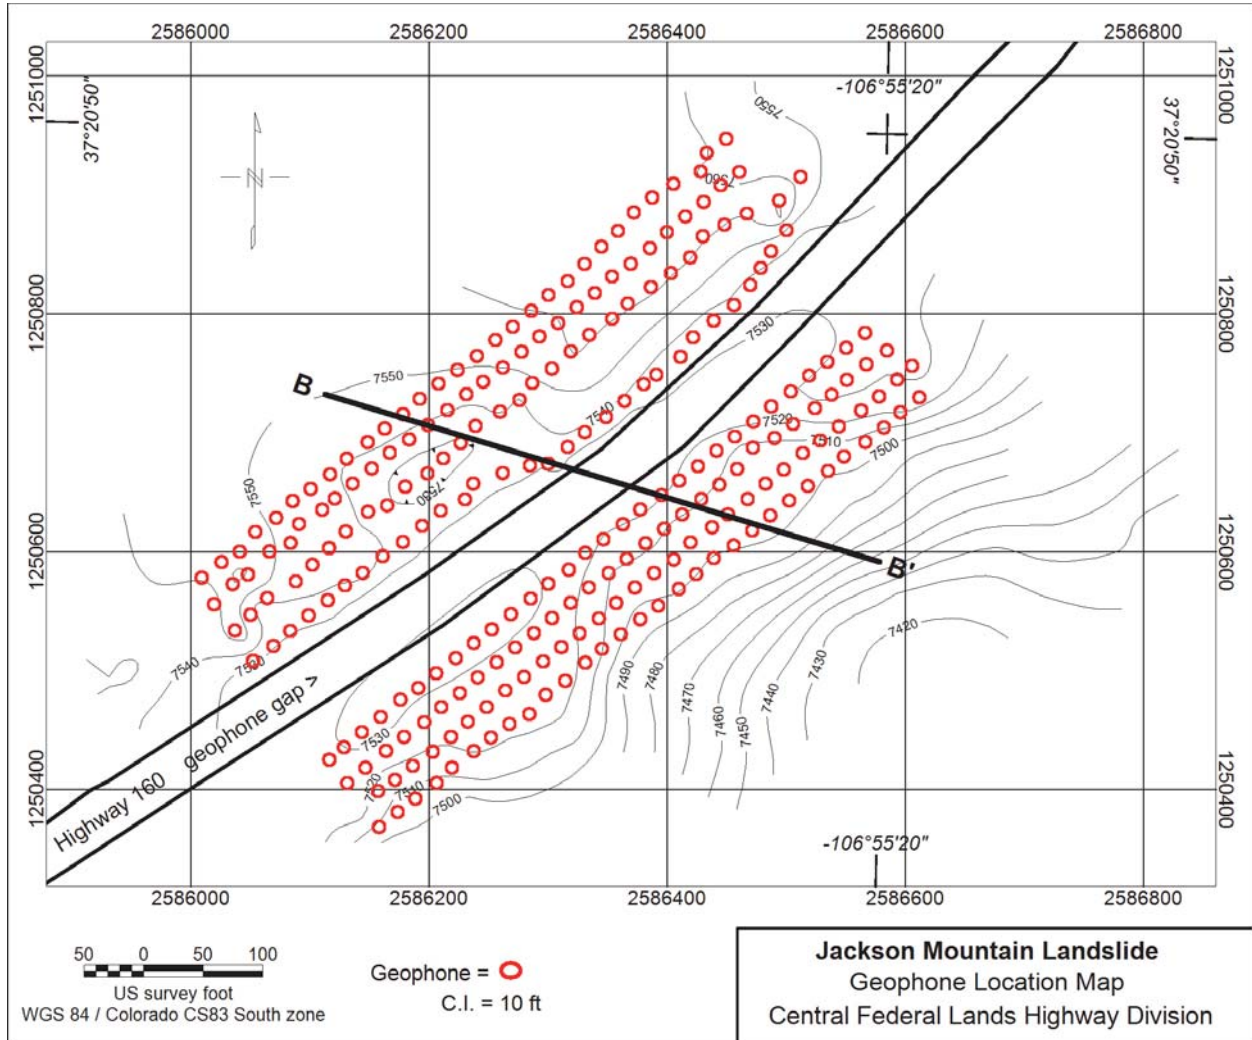 2586000 2586200 2586400 2586600 2586800
1251000 1251000
-106°55'20"
37°20'50" 37°20'50"
7550
7560
N
1250800 1250800
7530
B 7550
7540
7520 7510
7500
7550 7550
1250600 1250600
B'
7420
7540 7530 7490 7480 7470 7460 7450 7440 7430
Highway 160 geophone gap >
7530
7520
7510
7500
1250400 1250400
-106°55'20"
2586000 2586200 2586400 2586600 2586800
50 0 50 100
US survey foot
WGS 84 / Colorado CS83 South zone
Geophone =
C.I. = 10 ft
Jackson Mountain Landslide
Geophone Location Map
Central Federal Lands Highway Division